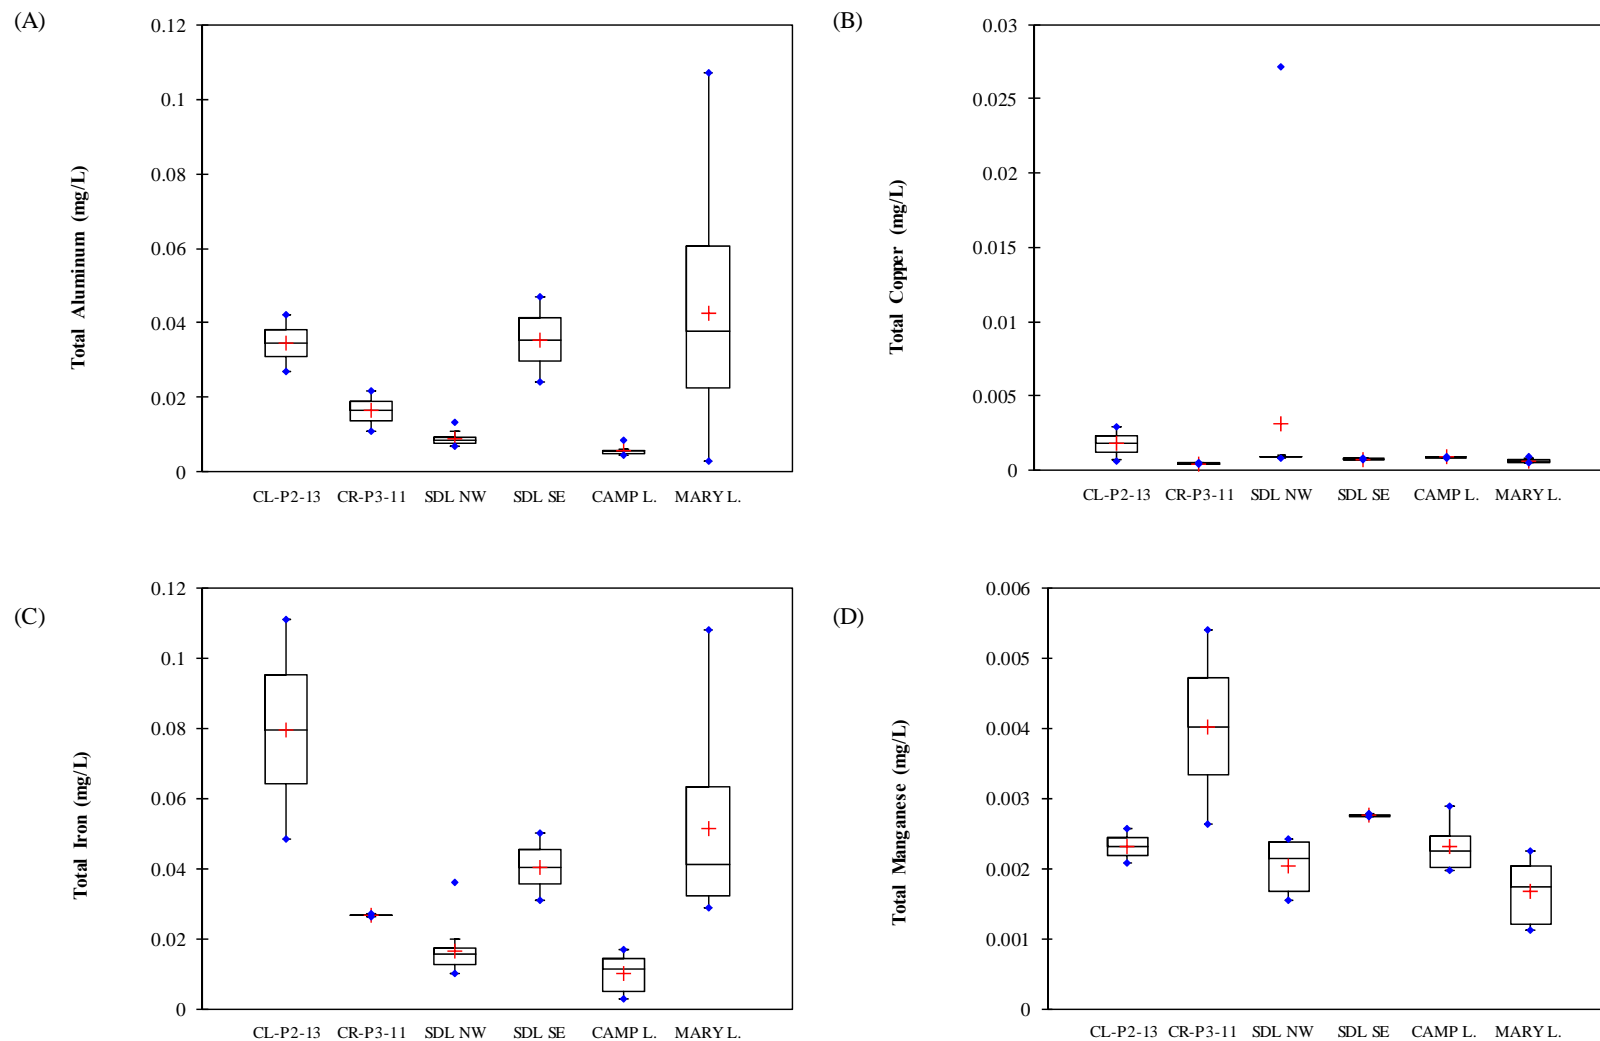 (A)
Total Aluminum (mg/L)
0.12
0.1
0.08
0.06
0.04
0.02
0
CL-P2-13 CR-P3-11 SDL NW SDL SE CAMP L. MARY L.
(B)
Total Copper (mg/L)
0.03
0.025
0.02
0.015
0.01
0.005
0
CL-P2-13 CR-P3-11 SDL NW SDL SE CAMP L. MARY L.
(C)
Total Iron (mg/L)
0.12
0.1
0.08
0.06
0.04
0.02
0
CL-P2-13 CR-P3-11 SDL NW SDL SE CAMP L. MARY L.
(D)
Total Manganese (mg/L)
0.006
0.005
0.004
0.003
0.002
0.001
0
CL-P2-13 CR-P3-11 SDL NW SDL SE CAMP L. MARY L.